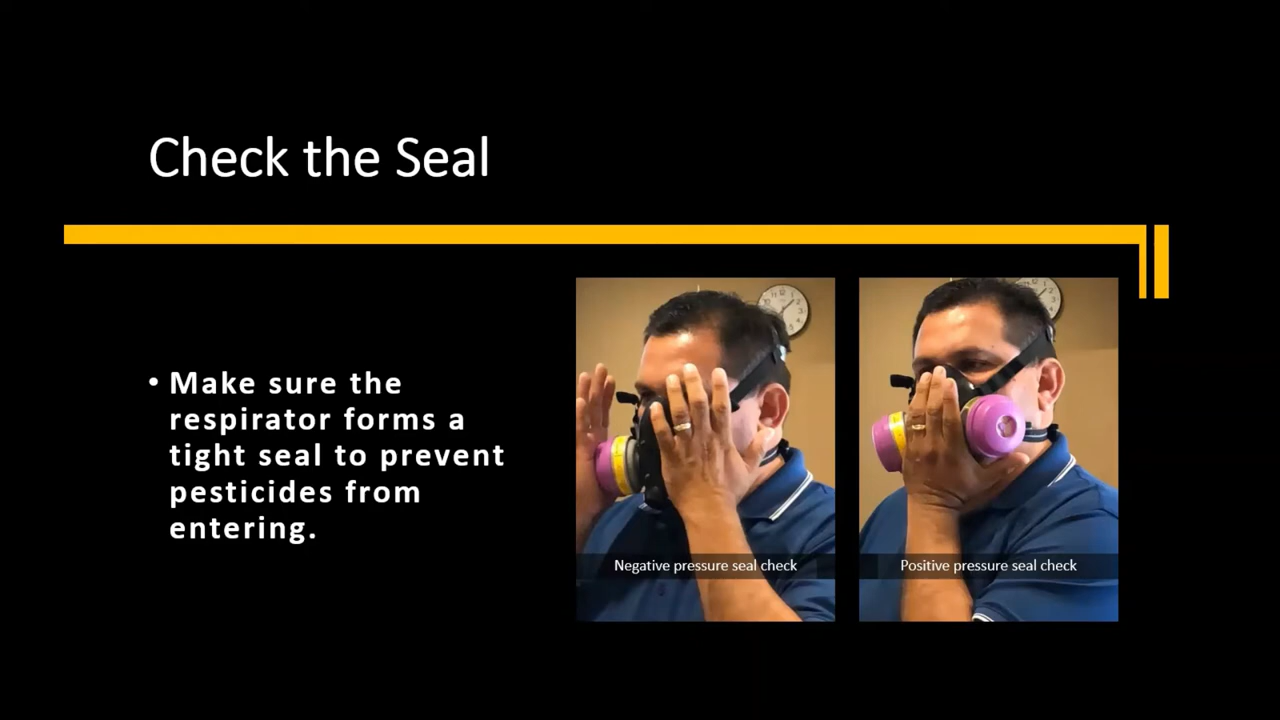 Check the Seal
• Make sure the
respirator forms a
tight seal to prevent
pesticides from
entering.
Negative pressure seal check
Positive pressure seal check